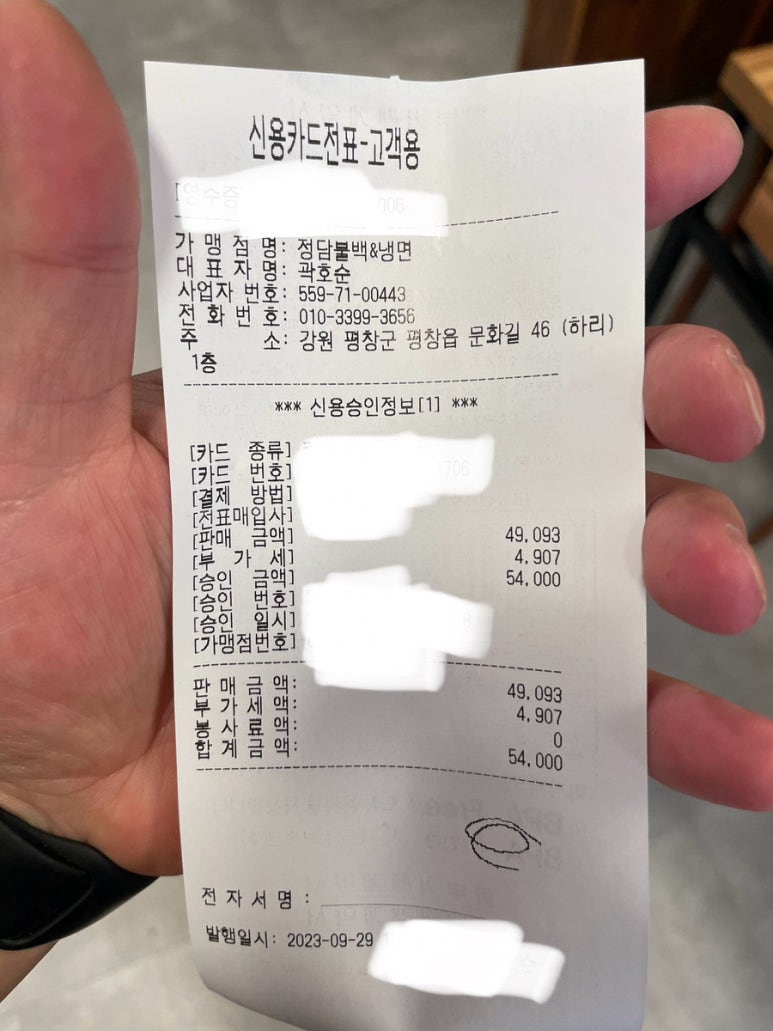 신용카드전표-고객용
[영수증
006
가 맹 점 명: 정담불백&냉면
대 표 자 명: 곽호순
사업자 번호: 559-71-00443
전 화 번 호: 010-3399-3656
주 소: 강원 평창군 평창읍 문화길 46 (하리)
1층
*** 신용승인정보[1] ***
[카드 종류]
[카드 번호] 1706
[결제 방법]
[전표매입사]
[판매 금액] 49,093
[부 가 세] 4,907
[승인 금액] 54,000
[승인 번호]
[승인 일시]
[가맹점번호]
판 매 금 액: 49,093
부 가 세 액: 4,907
봉 사 료 액: 0
합 계 금 액: 54,000
전 자 서 명 :
발행일시: 2023-09-29